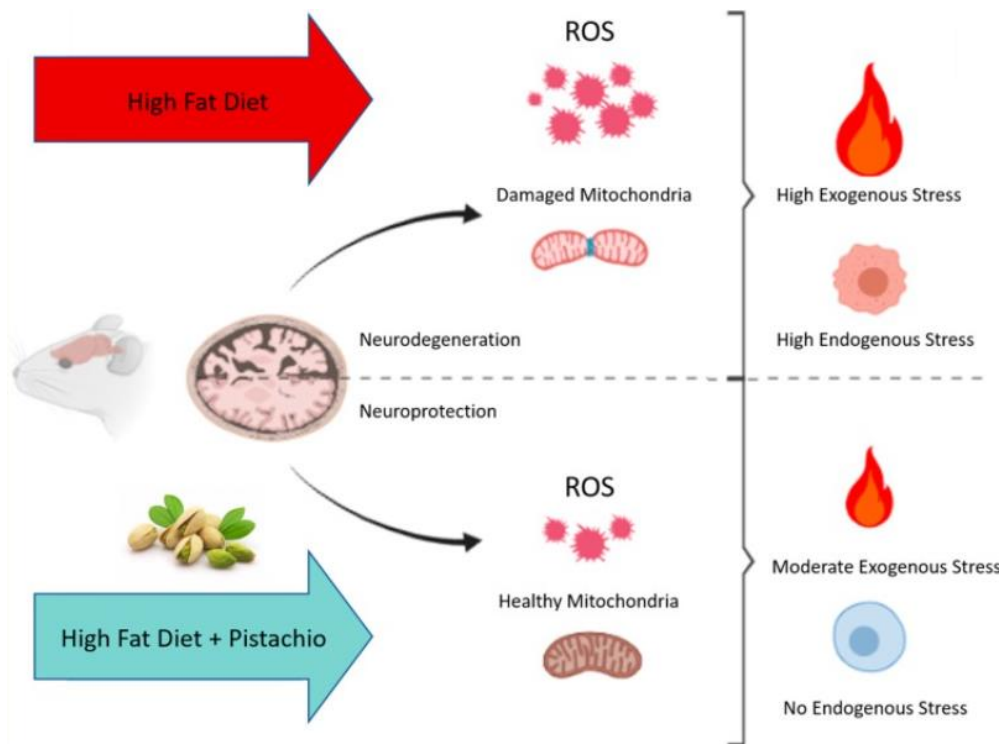 High Fat Diet
ROS
Damaged Mitochondria
High Exogenous Stress
High Endogenous Stress
Neurodegeneration
Neuroprotection
High Fat Diet + Pistachio
ROS
Healthy Mitochondria
Moderate Exogenous Stress
No Endogenous Stress